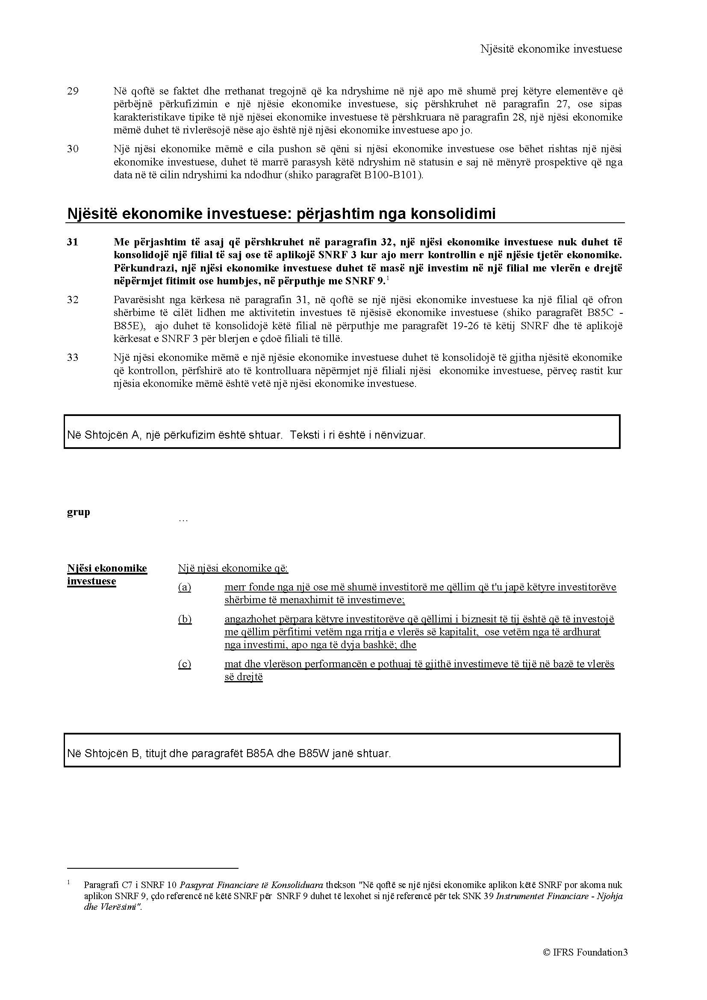 Njësitë ekonomike investuese
29 Në qoftë se faktet dhe rrethanat tregojnë që ka ndryshime në një apo më shumë prej këtyre elementëve që
përbëjnë përkufizimin e një njësie ekonomike investuese, siç përshkruhet në paragrafin 27, ose sipas
karakteristikave tipike të një njësei ekonomike investuese të përshkruara në paragrafin 28, një njësi ekonomike
mëmë duhet të rivlerësojë nëse ajo është një njësi ekonomike investuese apo jo.
30 Një njësi ekonomike mëmë e cila pushon së qëni si njësi ekonomike investuese ose bëhet rishtas një njësi
ekonomike investuese, duhet të marrë parasysh këtë ndryshim në statusin e saj në mënyrë prospektive që nga
data në të cilin ndryshimi ka ndodhur (shiko paragrafët B100-B101).
Njësitë ekonomike investuese: përjashtim nga konsolidimi
31 Me përjashtim të asaj që përshkruhet në paragrafin 32, një njësi ekonomike investuese nuk duhet të
konsolidojë një filial të saj ose të aplikojë SNRF 3 kur ajo merr kontrollin e një njësie tjetër ekonomike.
Përkundrazi, një njësi ekonomike investuese duhet të masë një investim në një filial me vlerën e drejtë
nëpërmjet fitimit ose humbjes, në përputhje me SNRF 9.1
32 Pavarësisht nga kërkesa në paragrafin 31, në qoftë se një njësi ekonomike investuese ka një filial që ofron
shërbime të cilët lidhen me aktivitetin investues të njësisë ekonomike investuese (shiko paragrafët B85C -
B85E), ajo duhet të konsolidojë këtë filial në përputhje me paragrafët 19-26 të këtij SNRF dhe të aplikojë
kërkesat e SNRF 3 për blerjen e çdoë filiali të tillë.
33 Një njësi ekonomike mëmë e një njësie ekonomike investuese duhet të konsolidojë të gjitha njësitë ekonomike
që kontrollon, përfshirë ato të kontrolluara nëpërmjet një filiali njësi ekonomike investuese, përveç rastit kur
njësia ekonomike mëmë është vetë një njësi ekonomike investuese.
Në Shtojcën A, një përkufizim është shtuar. Teksti i ri është i nënvizuar.
grup
…
Njësi ekonomike
investuese
Një njësi ekonomike që:
(a) merr fonde nga një ose më shumë investitorë me qëllim që t'u japë këtyre investitorëve
shërbime të menaxhimit të investimeve;
(b) angazhohet përpara këtyre investitorëve që qëllimi i biznesit të tij është që të investojë
me qëllim përfitimi vetëm nga rritja e vlerës së kapitalit, ose vetëm nga të ardhurat
nga investimi, apo nga të dyja bashkë; dhe
(c) mat dhe vlerëson performancën e pothuaj të gjithë investimeve të tijë në bazë te vlerës
së drejtë
Në Shtojcën B, titujt dhe paragrafët B85A dhe B85W janë shtuar.
1 Paragrafi C7 i SNRF 10 Pasqyrat Financiare të Konsoliduara thekson "Në qoftë se një njësi ekonomike aplikon këtë SNRF por akoma nuk
aplikon SNRF 9, çdo referencë në këtë SNRF për SNRF 9 duhet të lexohet si një referencë për tek SNK 39 Instrumentet Financiare - Njohja
dhe Vlerësimi".
© IFRS Foundation3